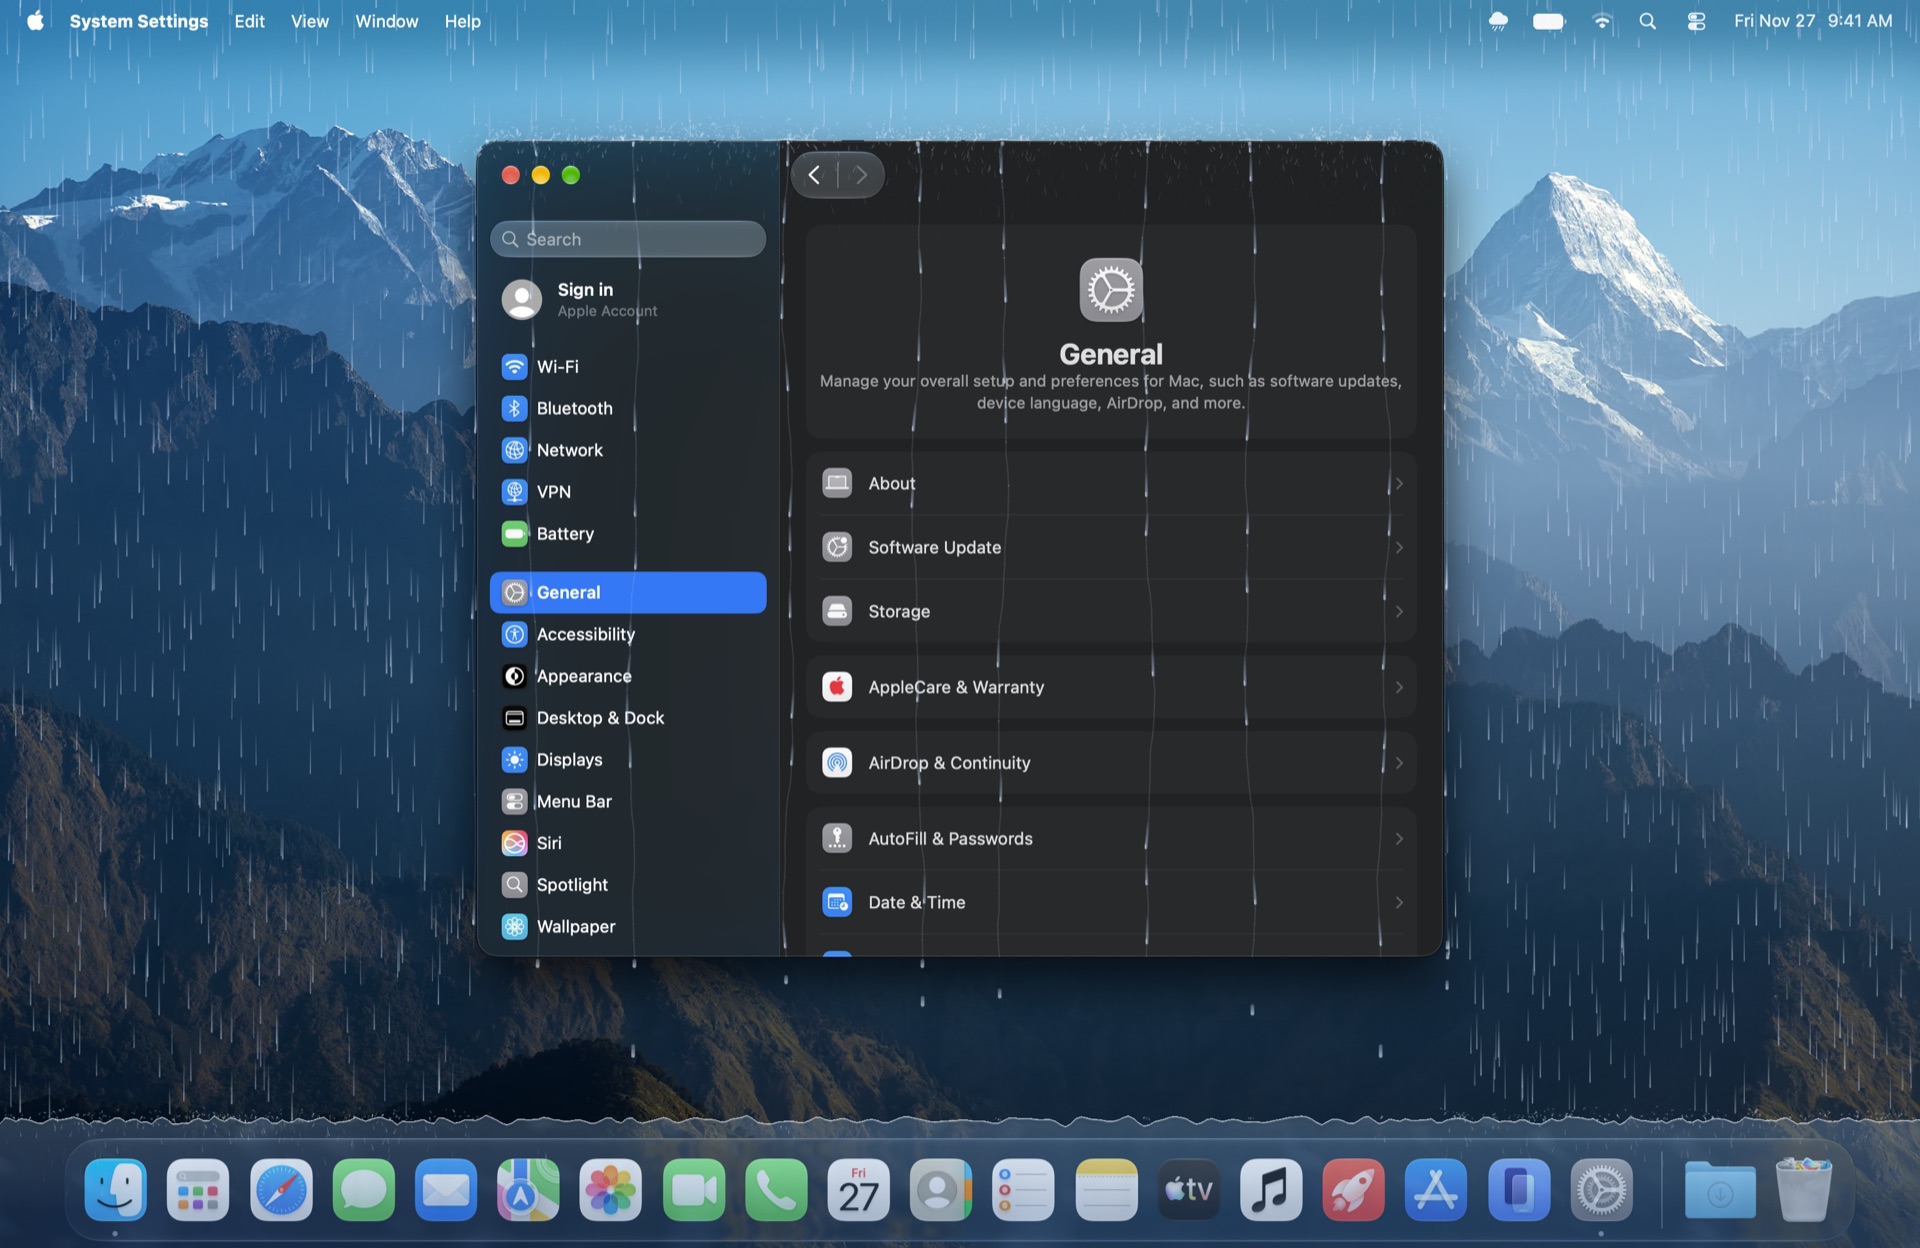 System Settings Edit View Window Help
Fri Nov 27 9:41 AM
Search
Sign in
Apple Account
Wi-Fi
Bluetooth
Network
VPN
Battery
General
Accessibility
Appearance
Desktop & Dock
Displays
Menu Bar
Siri
Spotlight
Wallpaper
General
Manage your overall setup and preferences for Mac, such as software updates,
device language, AirDrop, and more.
About
Software Update
Storage
AppleCare & Warranty
AirDrop & Continuity
AutoFill & Passwords
Date & Time
Fri
27
tv